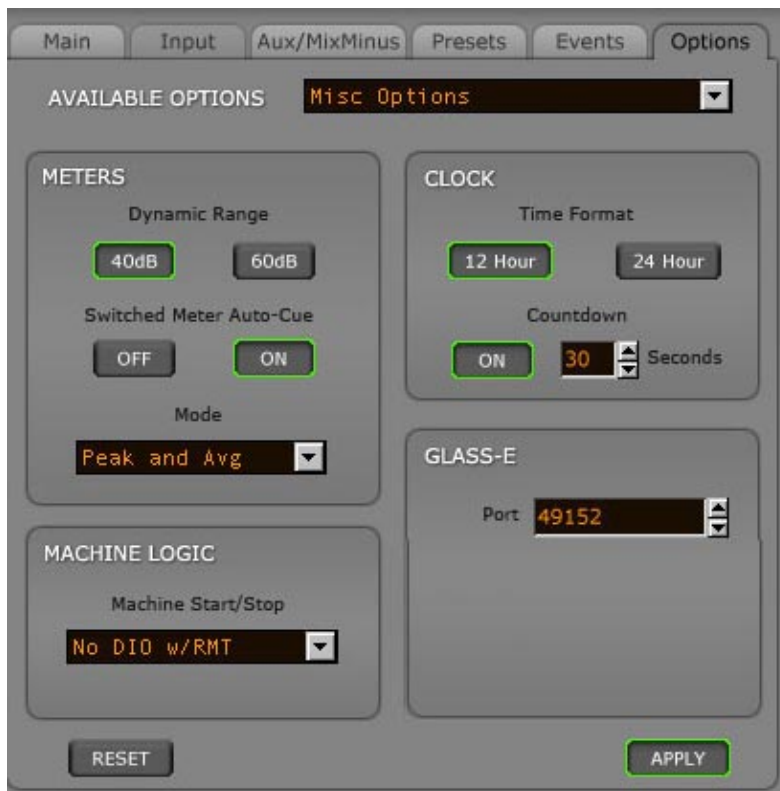 Main Input Aux/MixMinus Presets Events Options
AVAILABLE OPTIONS Misc Options
METERS
Dynamic Range
40dB 60dB
Switched Meter Auto-Cue
OFF ON
Mode
Peak and Avg
MACHINE LOGIC
Machine Start/Stop
No DIO w/RMT
CLOCK
Time Format
12 Hour 24 Hour
Countdown
ON 30 Seconds
GLASS-E
Port 49152
RESET APPLY